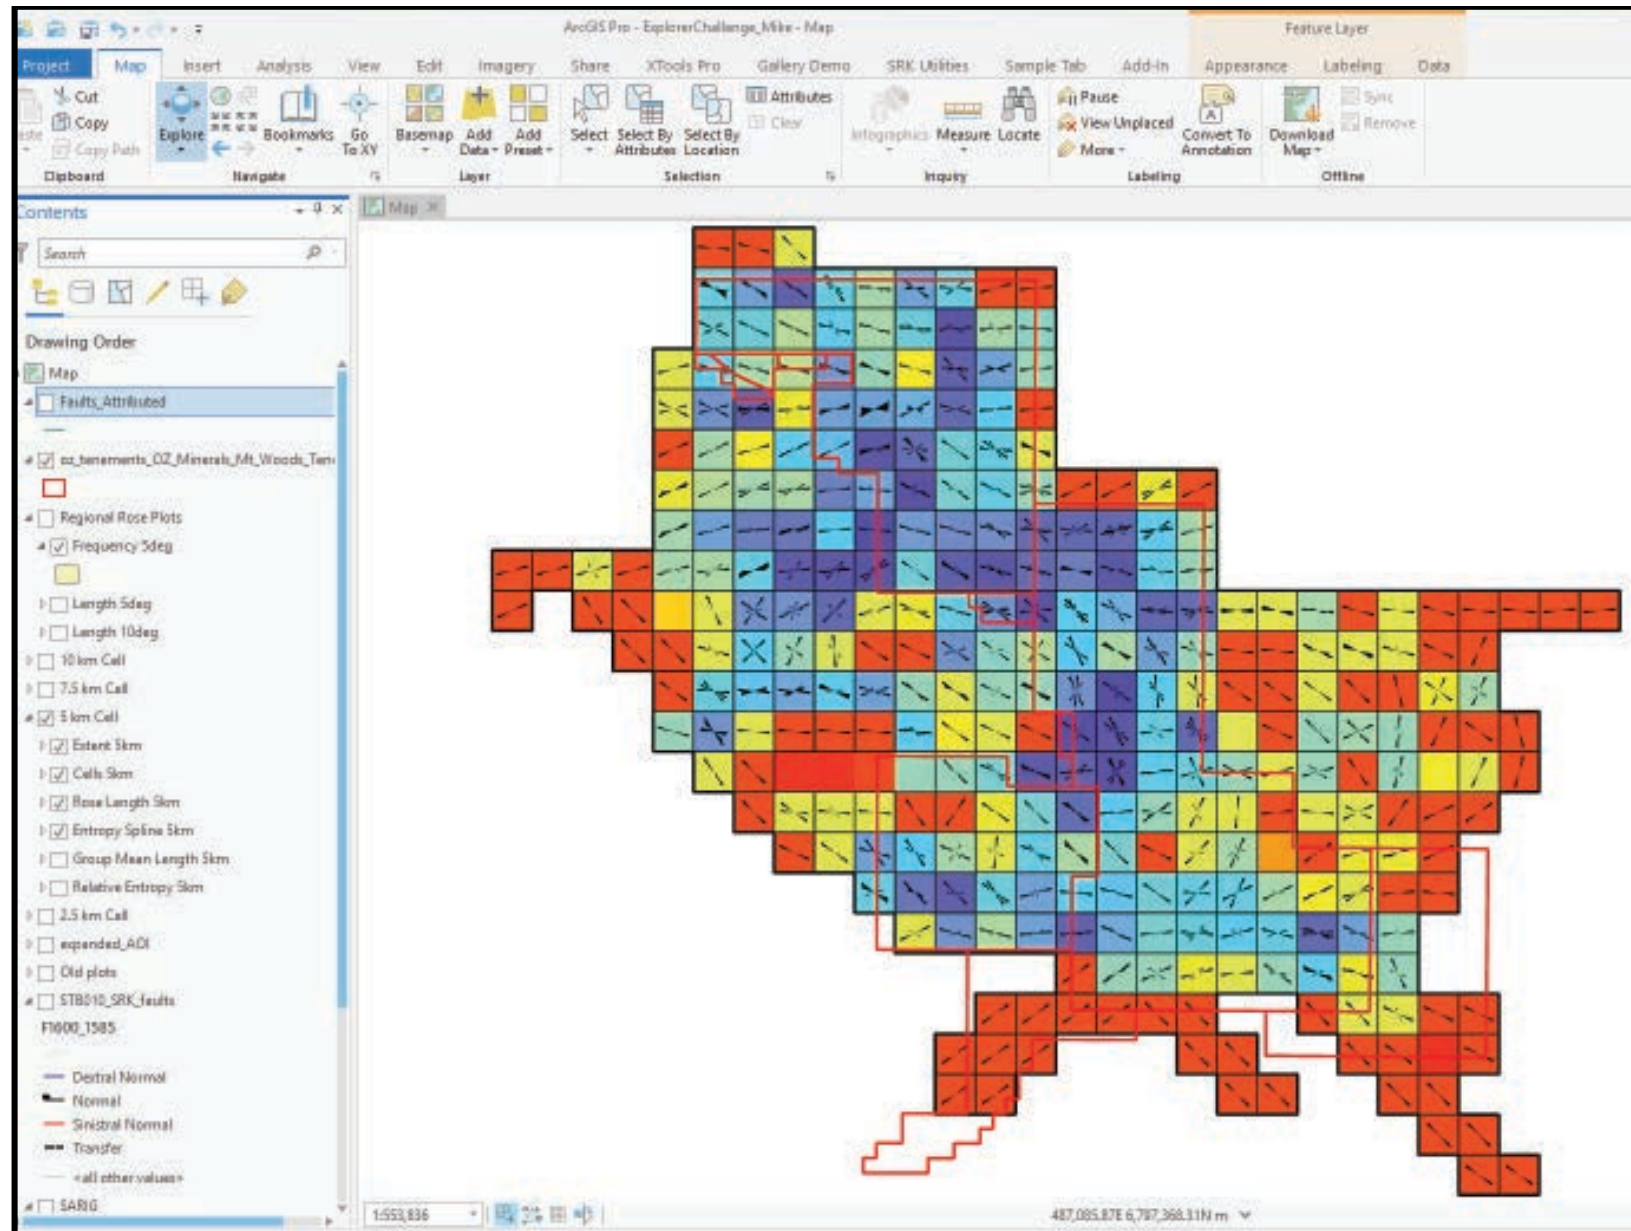 ArcGIS Pro - ExplorerChallenge_Mike - Map
Feature Layer
Project Map Insert Analysis View Edit Imagery Share XTools Pro Gallery Demo SRK Utilities Sample Tab Add-In Appearance Labeling Data
Cut
Copy
Copy Path
Clipboard
Explore
Bookmarks
Go To XY
Navigate
Basemap
Add Data
Add Preset
Layer
Select
Select By Attributes
Select By Location
Attributes
Clear
Selection
Infographics
Measure
Locate
Inquiry
Pause
View Unplaced
More
Convert To Annotation
Labeling
Download Map
Sync
Remove
Offline
Contents
Map
Search
Drawing Order
Map
Faults_Attributed
oz_tenements_OZ_Minerals_Mt_Woods_Tene
Regional Rose Plots
Frequency 5deg
Length 5deg
Length 10deg
10 km Cell
7.5 km Cell
5 km Cell
Extent 5km
Cells 5km
Rose Length 5km
Entropy Spline 5km
Group Mean Length 5km
Relative Entropy 5km
2.5 km Cell
expanded_AOI
Old plots
STB010_SRK_faults
F1600_1585
Dextral Normal
Normal
Sinistral Normal
Transfer
<all other values>
SARIG
1:553,836
487,085.87E 6,787,368.31N m